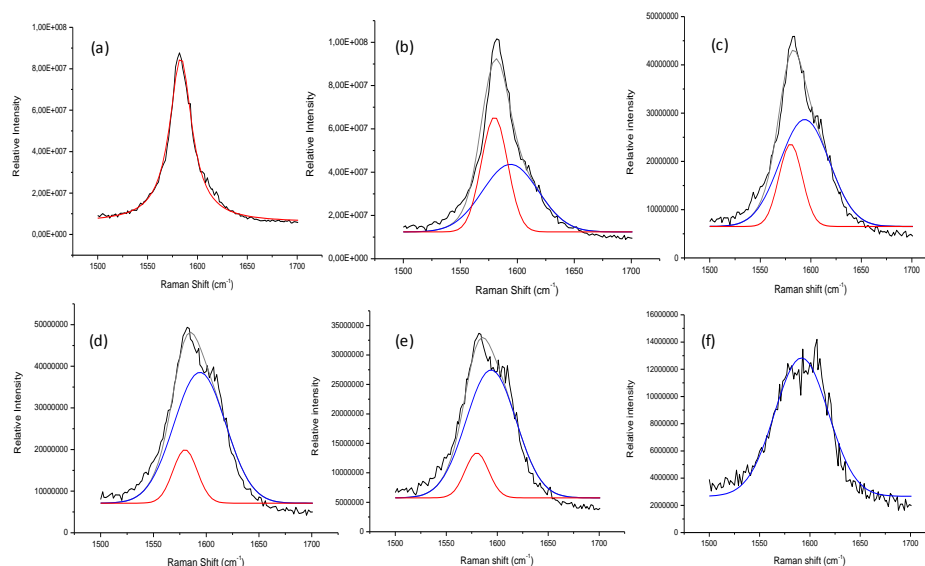 (a)
1,00E+008
8,00E+007
6,00E+007
4,00E+007
2,00E+007
0,00E+000
Relative Intensity
1500 1550 1600 1650 1700
Raman Shift (cm-1)
(b)
1,00E+008
8,00E+007
6,00E+007
4,00E+007
2,00E+007
0,00E+000
Relative Intensity
1500 1550 1600 1650 1700
Raman Shift (cm-1)
(c)
50000000
40000000
30000000
20000000
10000000
0
Relative intensity
1500 1550 1600 1650 1700
Raman shift (cm-1)
(d)
50000000
40000000
30000000
20000000
10000000
0
Relative intensity
1500 1550 1600 1650 1700
Raman Shift (cm-1)
(e)
35000000
30000000
25000000
20000000
15000000
10000000
5000000
0
Relative intensity
1500 1550 1600 1650 1700
Raman Shift (cm-1)
(f)
16000000
14000000
12000000
10000000
8000000
6000000
4000000
2000000
0
Relative intensity
1500 1550 1600 1650 1700
Raman Shift (cm-1)